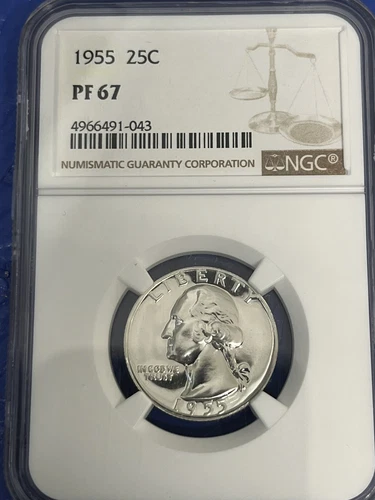 1955 25C
PF 67
4966491-043
NUMISMATIC GUARANTY CORPORATION
NGC®
LIBERTY
IN GOD WE
TRUST
1955